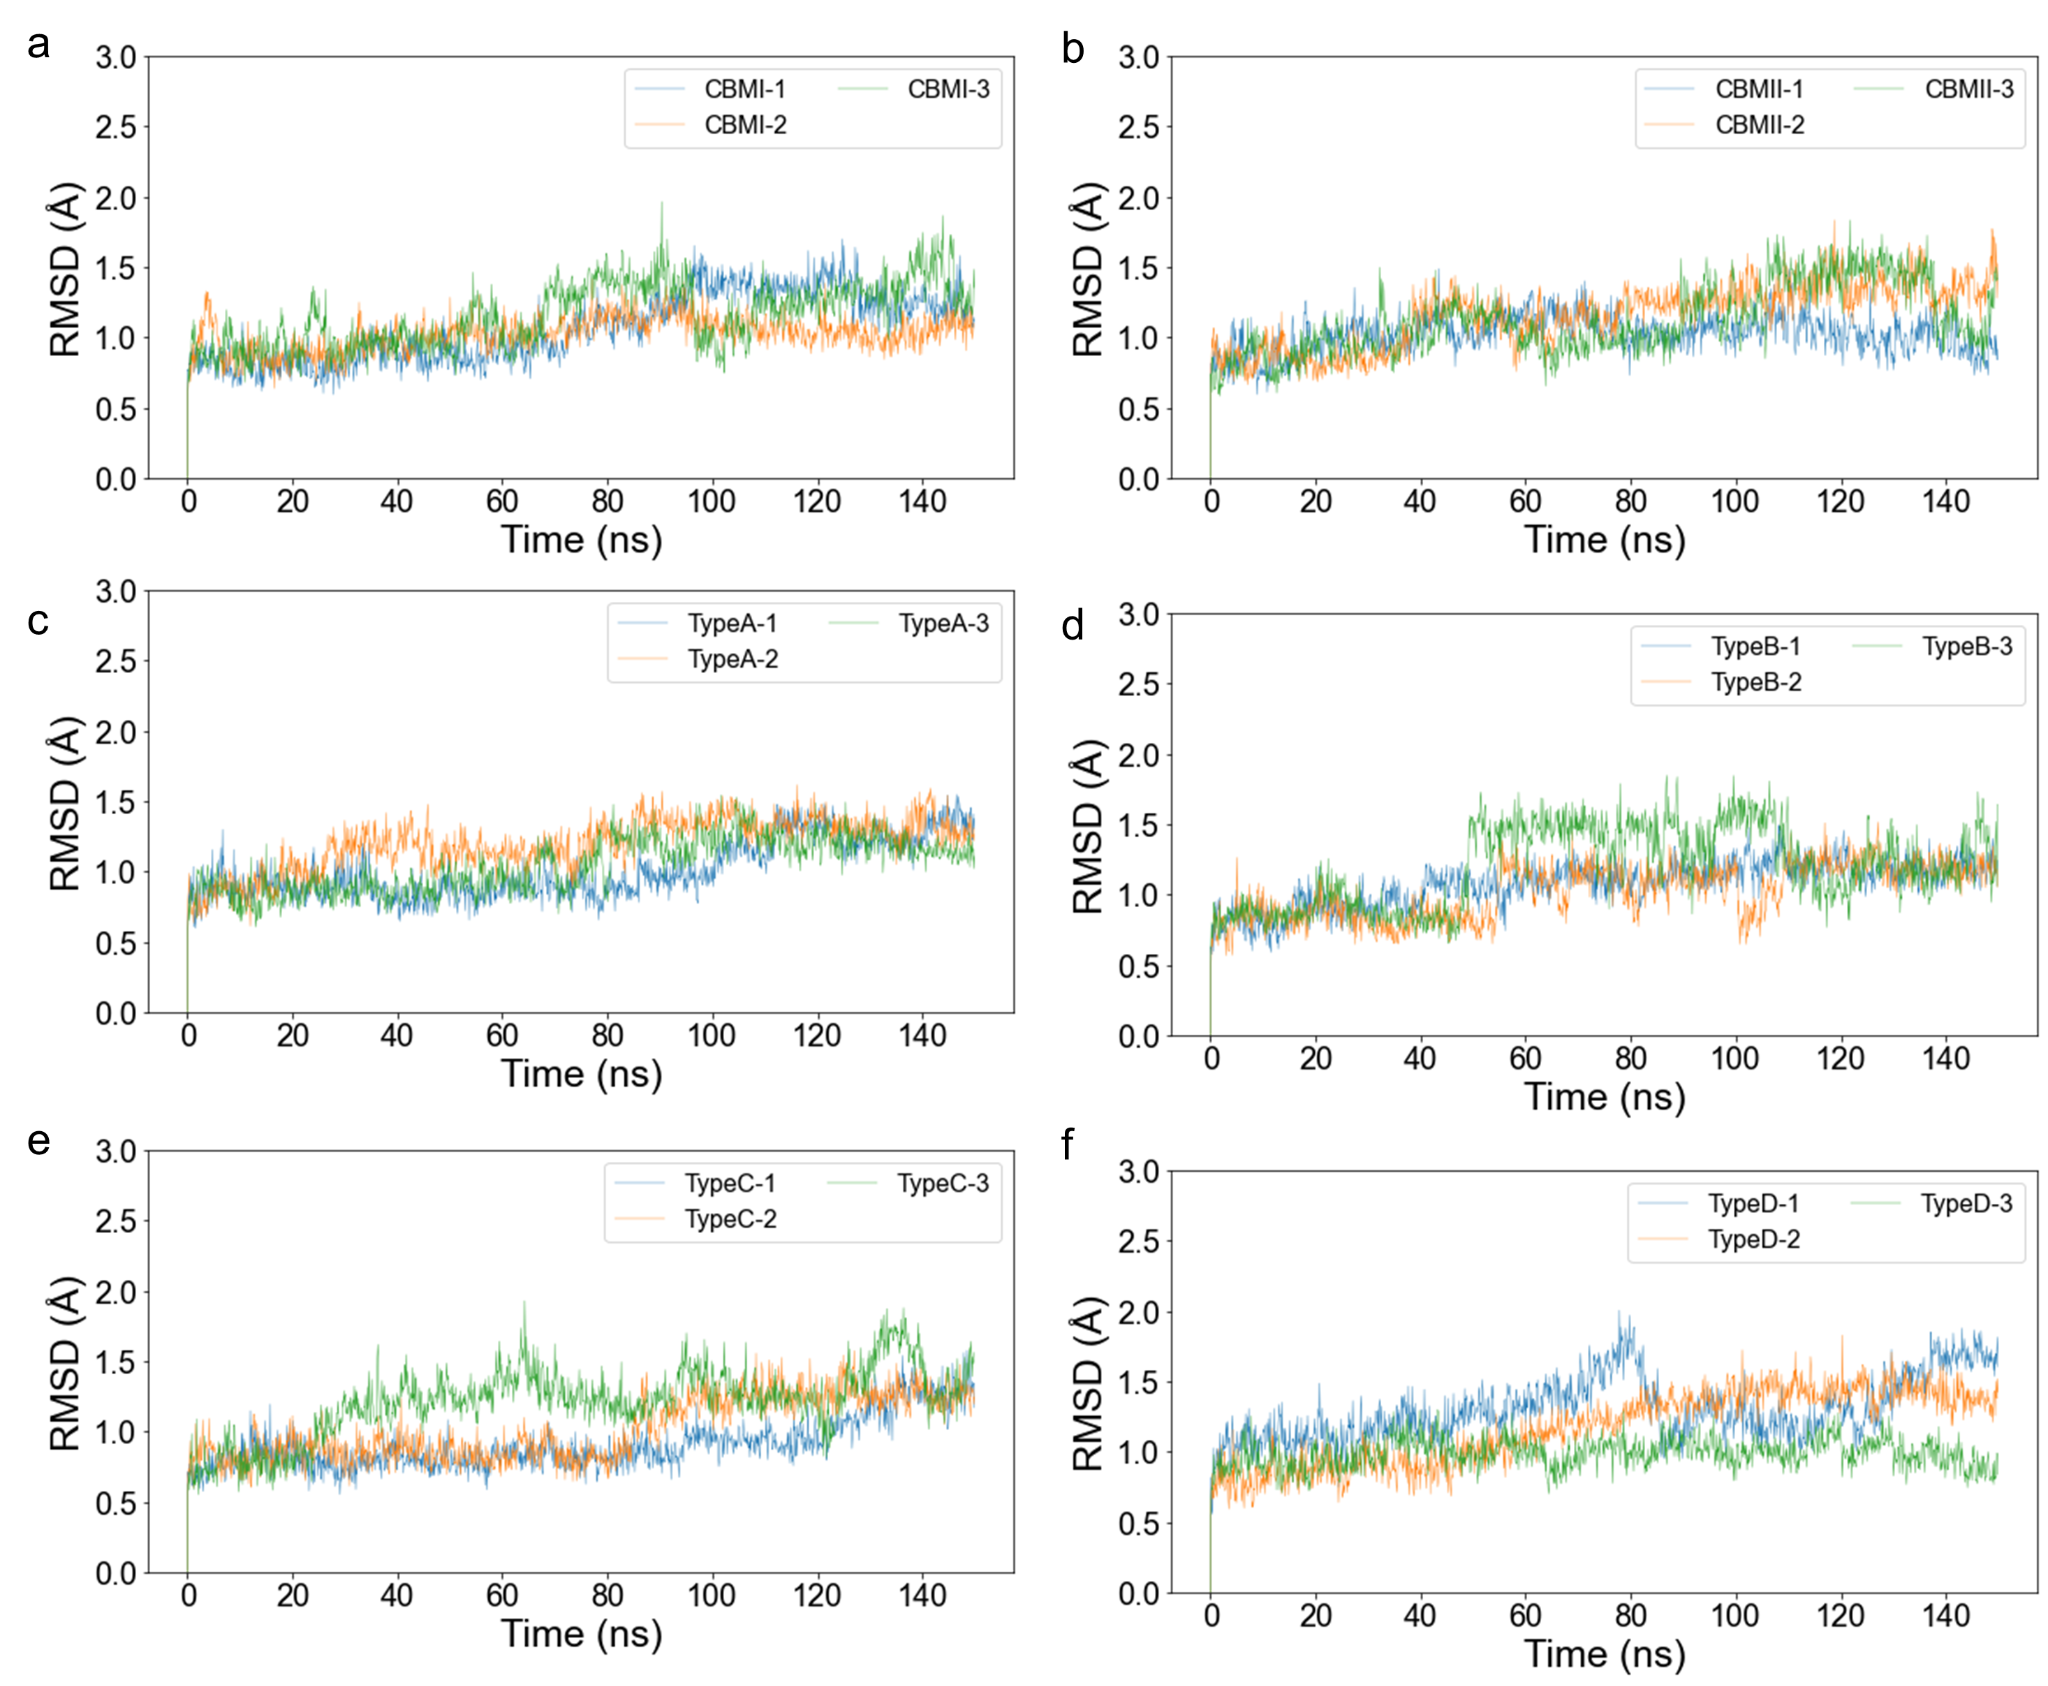 a
3.0
2.5
2.0
1.5
1.0
0.5
0.0
RMSD (Å)
CBMI-1 CBMI-3
CBMI-2
0 20 40 60 80 100 120 140
Time (ns)
b
3.0
2.5
2.0
1.5
1.0
0.5
0.0
RMSD (Å)
CBMII-1 CBMII-3
CBMII-2
0 20 40 60 80 100 120 140
Time (ns)
c
3.0
2.5
2.0
1.5
1.0
0.5
0.0
RMSD (Å)
TypeA-1 TypeA-3
TypeA-2
0 20 40 60 80 100 120 140
Time (ns)
d
3.0
2.5
2.0
1.5
1.0
0.5
0.0
RMSD (Å)
TypeB-1 TypeB-3
TypeB-2
0 20 40 60 80 100 120 140
Time (ns)
e
3.0
2.5
2.0
1.5
1.0
0.5
0.0
RMSD (Å)
TypeC-1 TypeC-3
TypeC-2
0 20 40 60 80 100 120 140
Time (ns)
f
3.0
2.5
2.0
1.5
1.0
0.5
0.0
RMSD (Å)
TypeD-1 TypeD-3
TypeD-2
0 20 40 60 80 100 120 140
Time (ns)